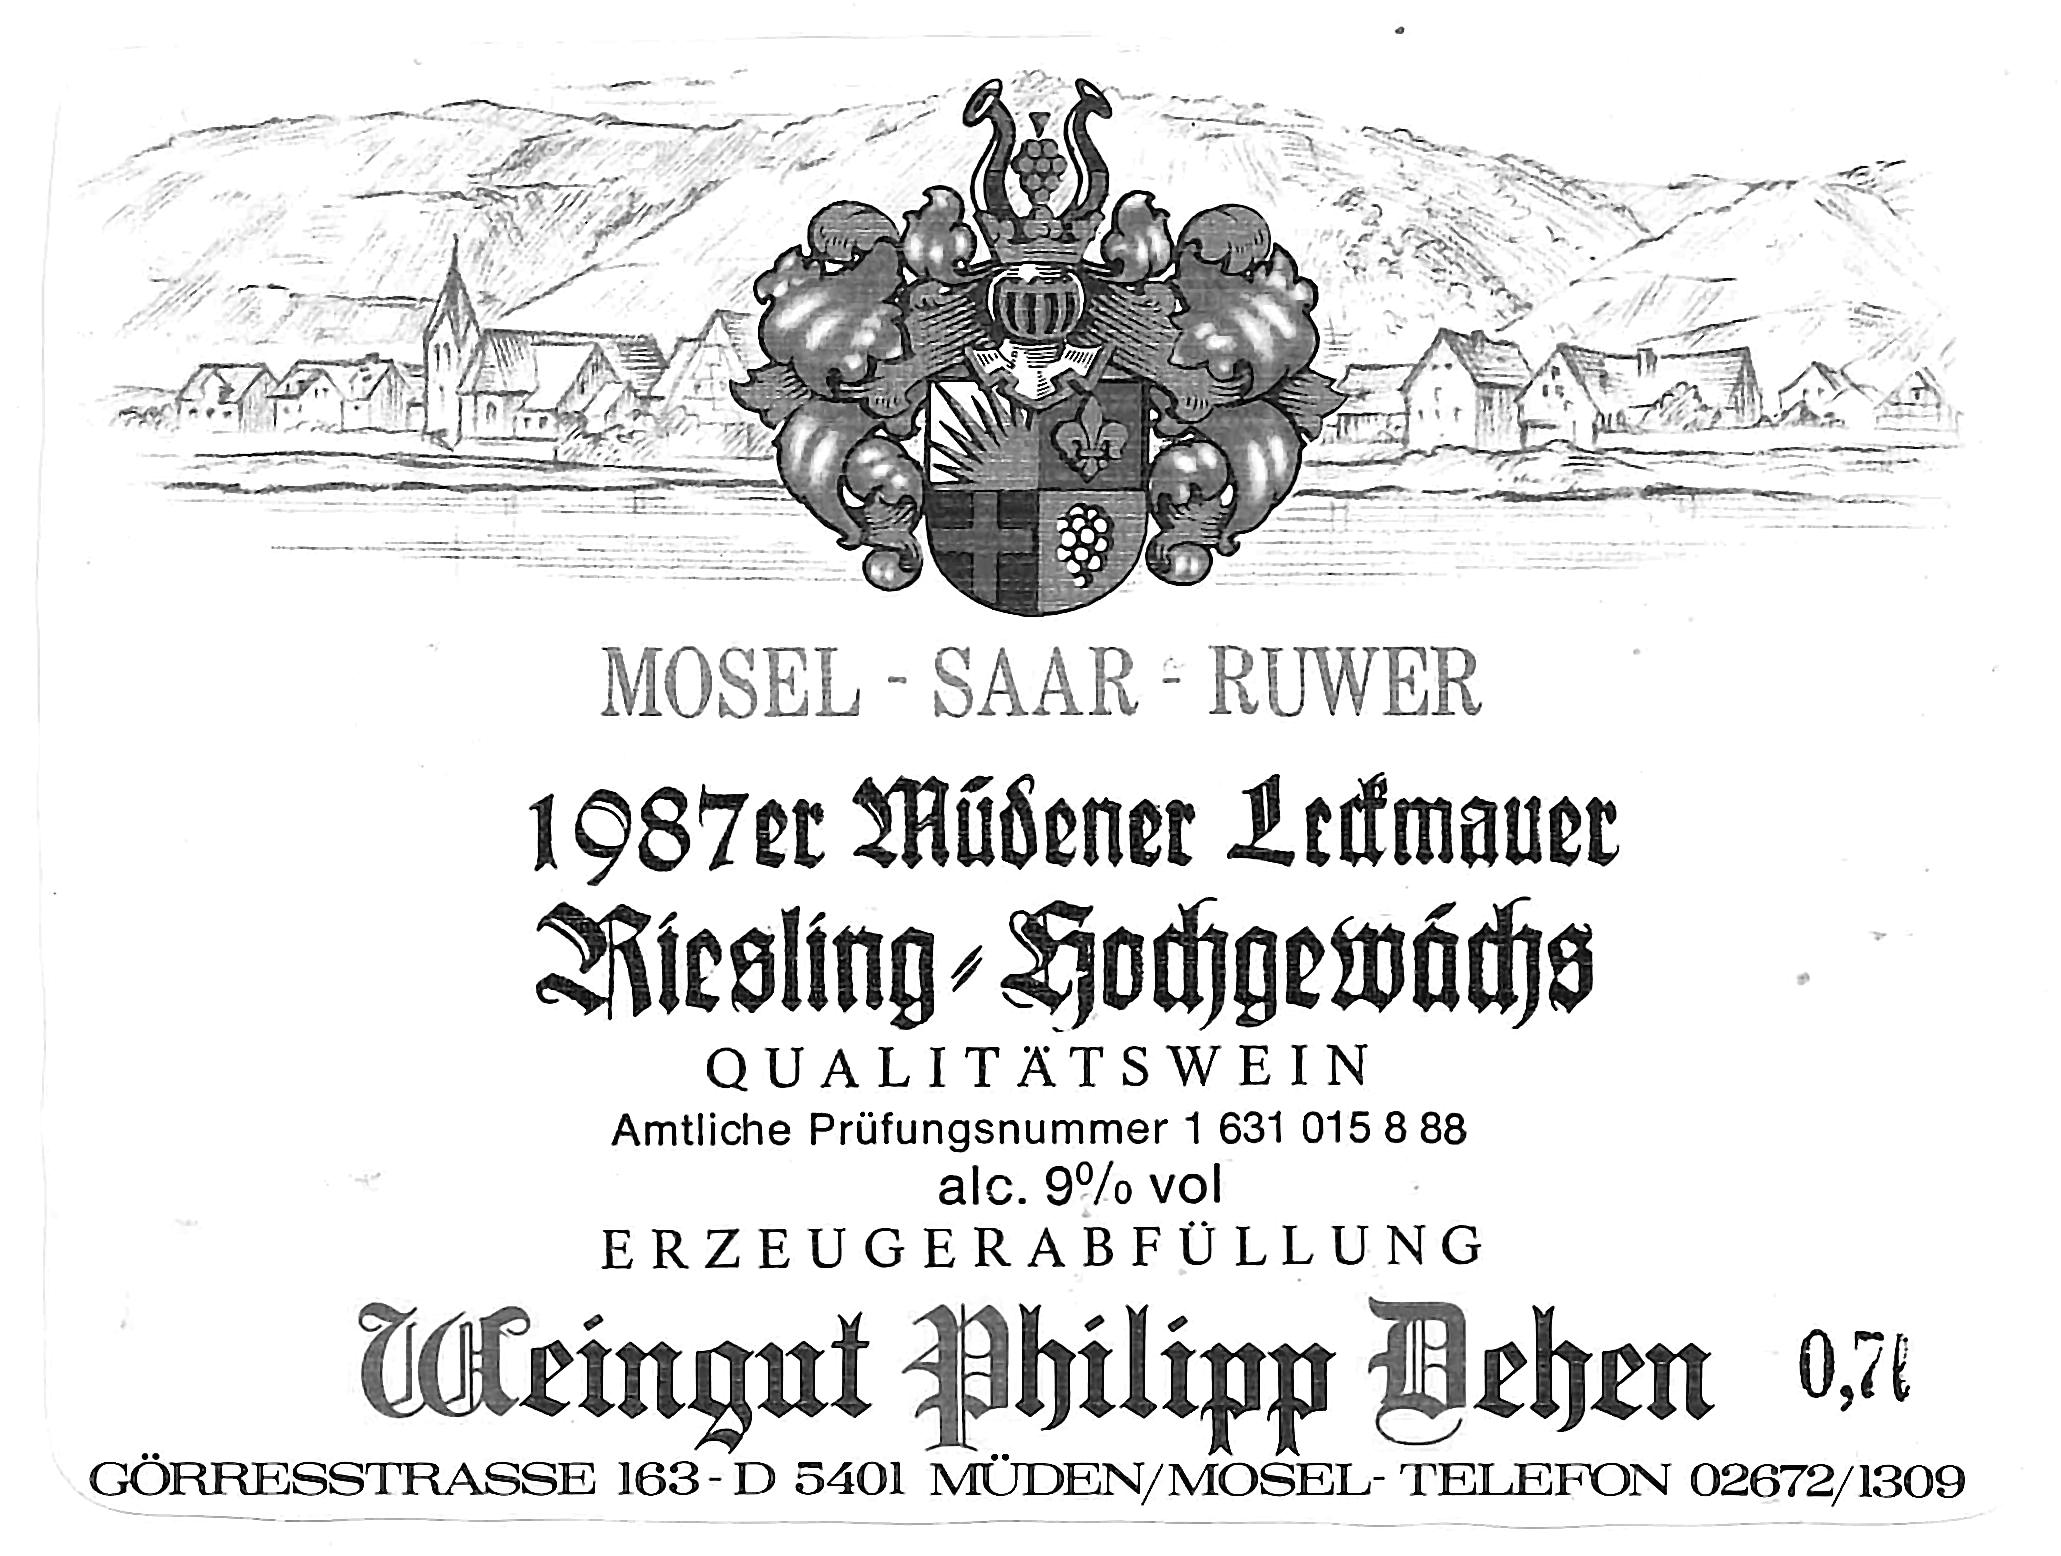 MOSEL - SAAR - RUWER
1987er Müdener Leckmauer
Riesling-Hochgewächs
QUALITÄTSWEIN
Amtliche Prüfungsnummer 1 631 015 8 88
alc. 9% vol
ERZEUGERABFÜLLUNG
Weingut Philipp Dehen 0,7l
GÖRRESSTRASSE 163 - D 5401 MÜDEN/MOSEL - TELEFON 02672/1309